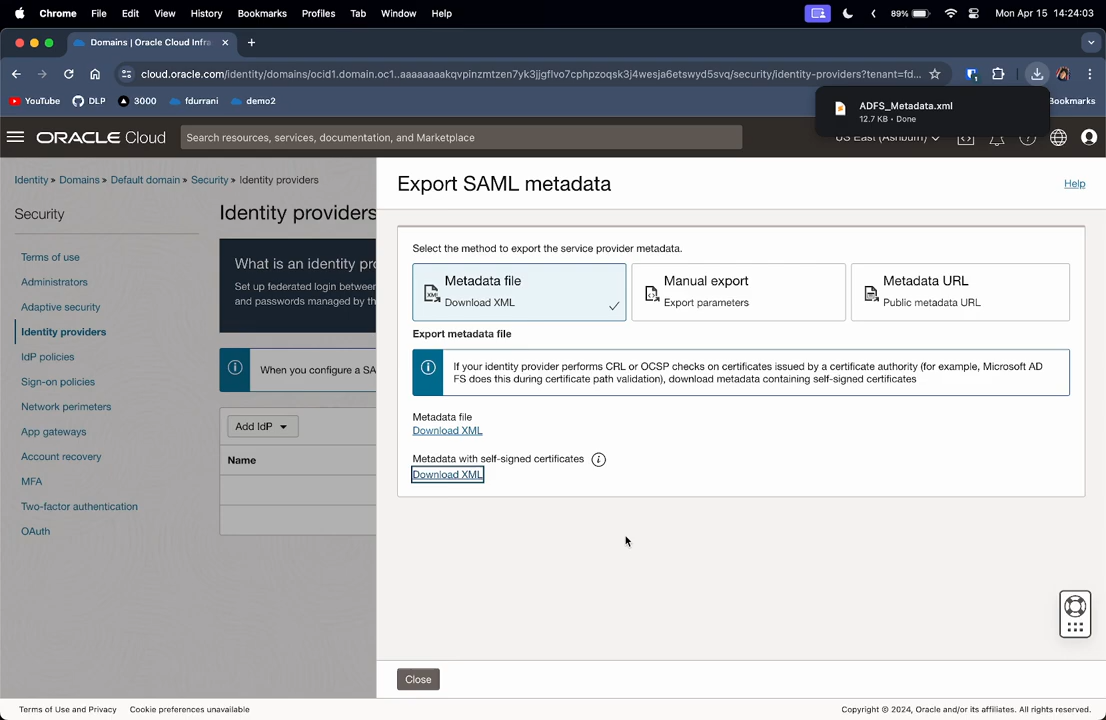 Chrome File Edit View History Bookmarks Profiles Tab Window Help
89% Mon Apr 15 14:24:03
Domains | Oracle Cloud Infra
cloud.oracle.com/identity/domains/ocid1.domain.oc1..aaaaaaaakqvpinzmtzen7yk3jjgflvo7cphpzoqsk3j4wesja6etswyd5svq/security/identity-providers?tenant=fd...
YouTube DLP 3000 fdurrani demo2 Bookmarks
ADFS_Metadata.xml
12.7 KB • Done
ORACLE Cloud
Search resources, services, documentation, and Marketplace
US East (Ashburn)
Identity » Domains » Default domain » Security » Identity providers
Security
Terms of use
Administrators
Adaptive security
Identity providers
IdP policies
Sign-on policies
Network perimeters
App gateways
Account recovery
MFA
Two-factor authentication
OAuth
Identity providers
What is an identity pr
Set up federated login between
and passwords managed by th
When you configure a SA
Add IdP
Name
Export SAML metadata
Help
Select the method to export the service provider metadata.
Metadata file
Download XML
XML
Manual export
Export parameters
Metadata URL
Public metadata URL
Export metadata file
If your identity provider performs CRL or OCSP checks on certificates issued by a certificate authority (for example, Microsoft AD
FS does this during certificate path validation), download metadata containing self-signed certificates
Metadata file
Download XML
Metadata with self-signed certificates
Download XML
Close
Terms of Use and Privacy Cookie preferences unavailable
Copyright © 2024, Oracle and/or its affiliates. All rights reserved.